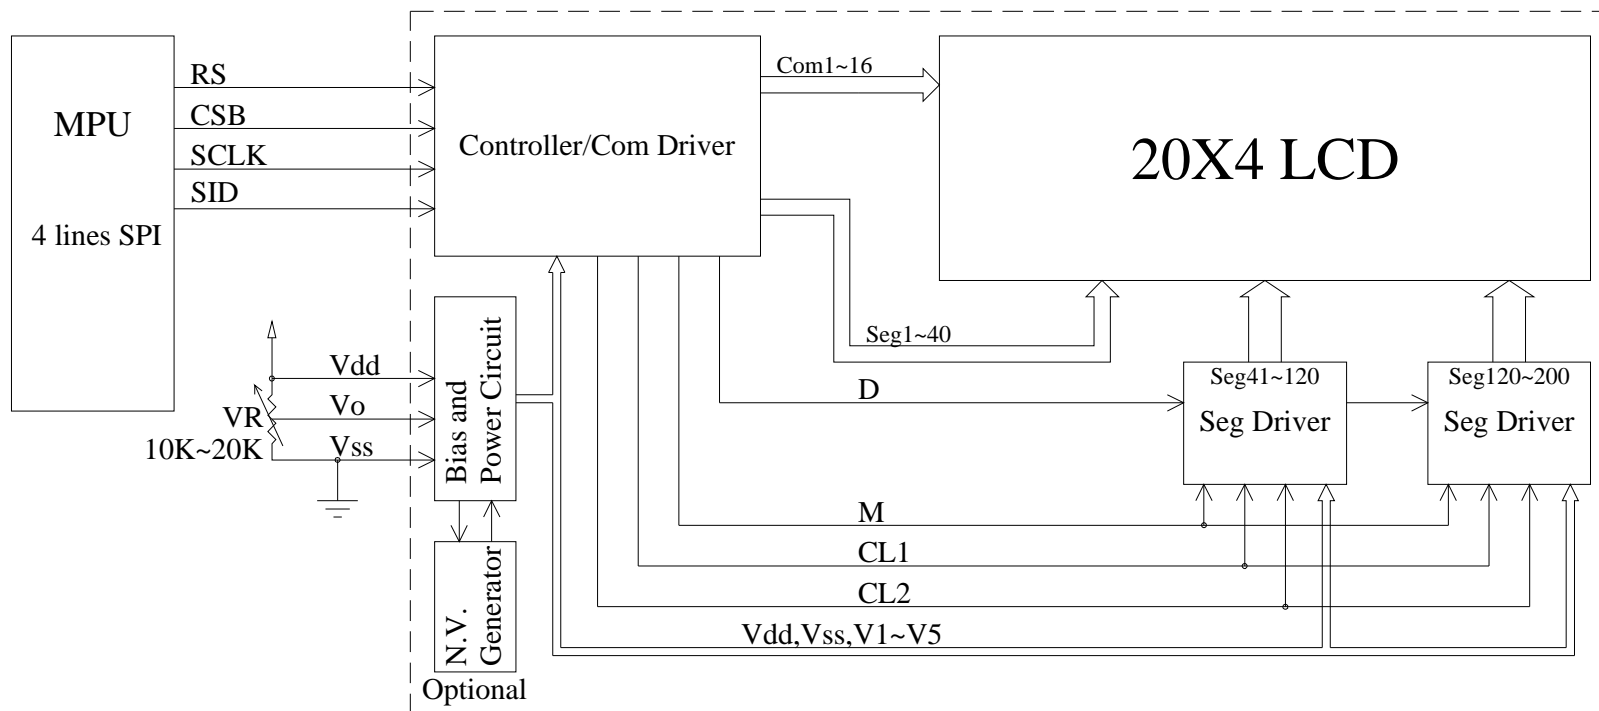 MPU
4 lines SPI
RS
CSB
SCLK
SID
Controller/Com Driver
Com1~16
20X4 LCD
Seg1~40
Vdd
Vo
Vss
VR
10K~20K
Bias and
Power Circuit
N.V.
Generator
Optional
D
Seg41~120
Seg Driver
Seg120~200
Seg Driver
M
CL1
CL2
Vdd,Vss,V1~V5